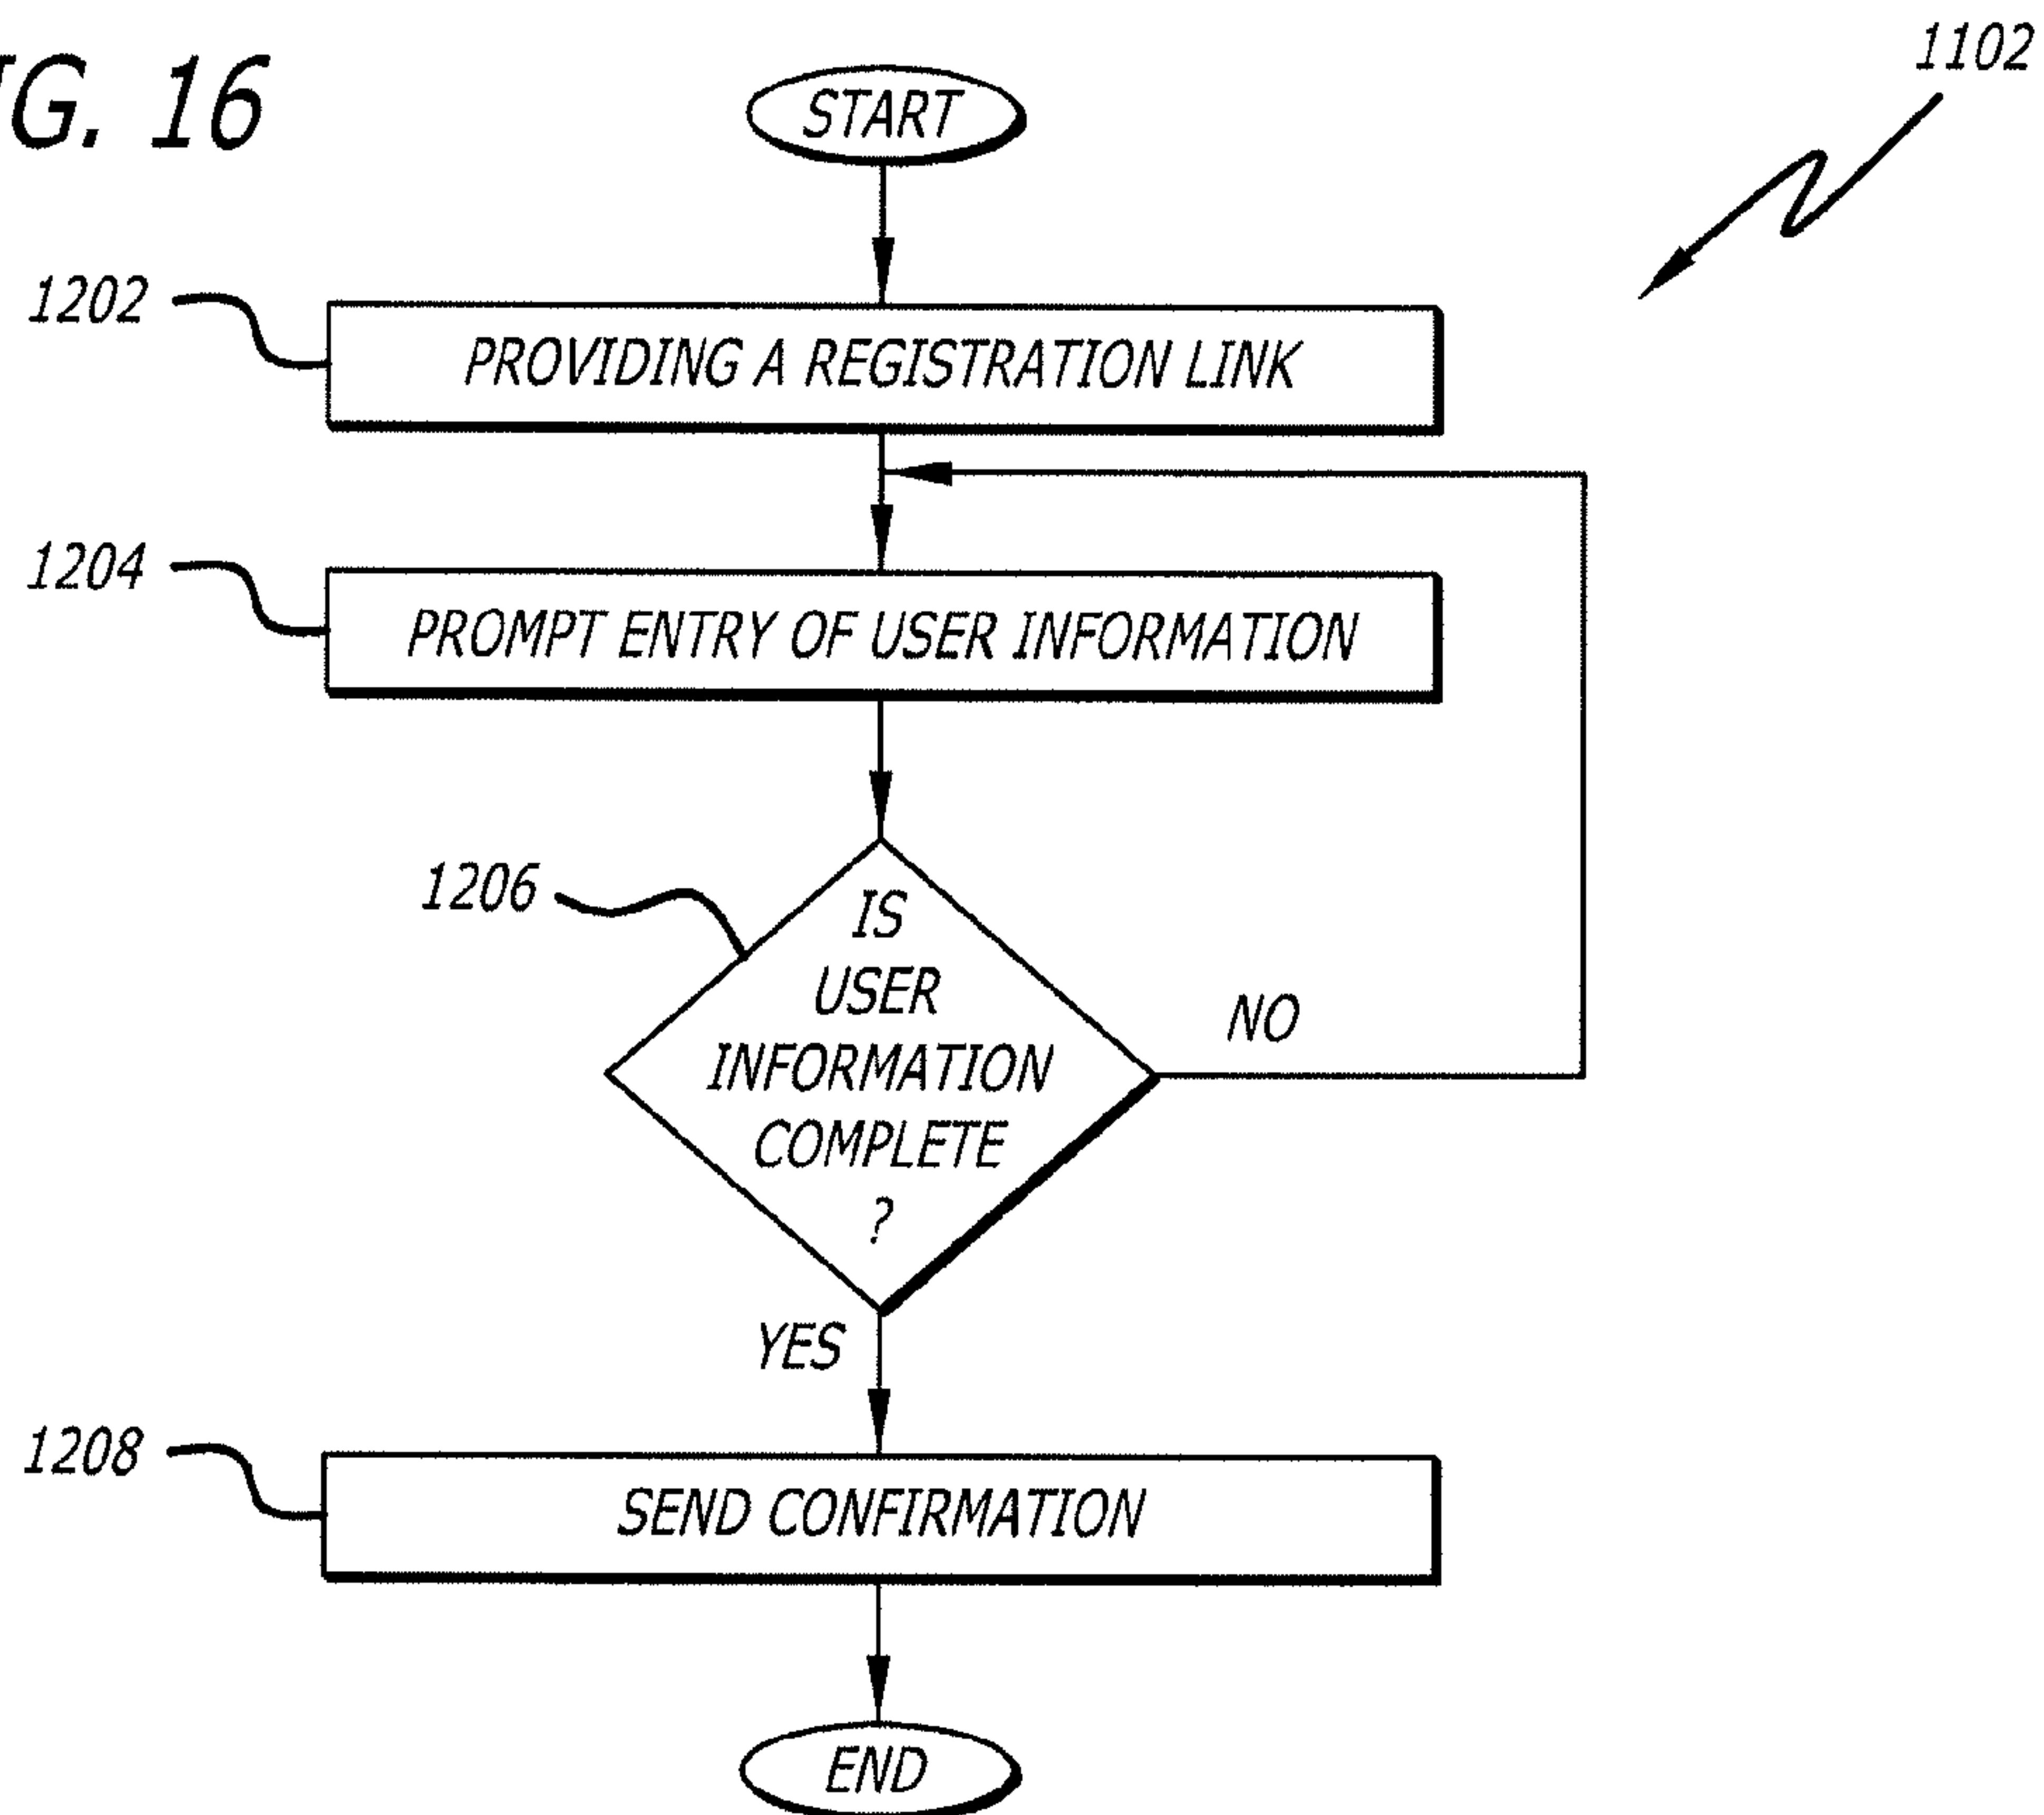 IG. 16
1102
START
1202
PROVIDING A REGISTRATION LINK
1204
PROMPT ENTRY OF USER INFORMATION
1206
IS
USER
INFORMATION
COMPLETE
?
NO
YES
1208
SEND CONFIRMATION
END